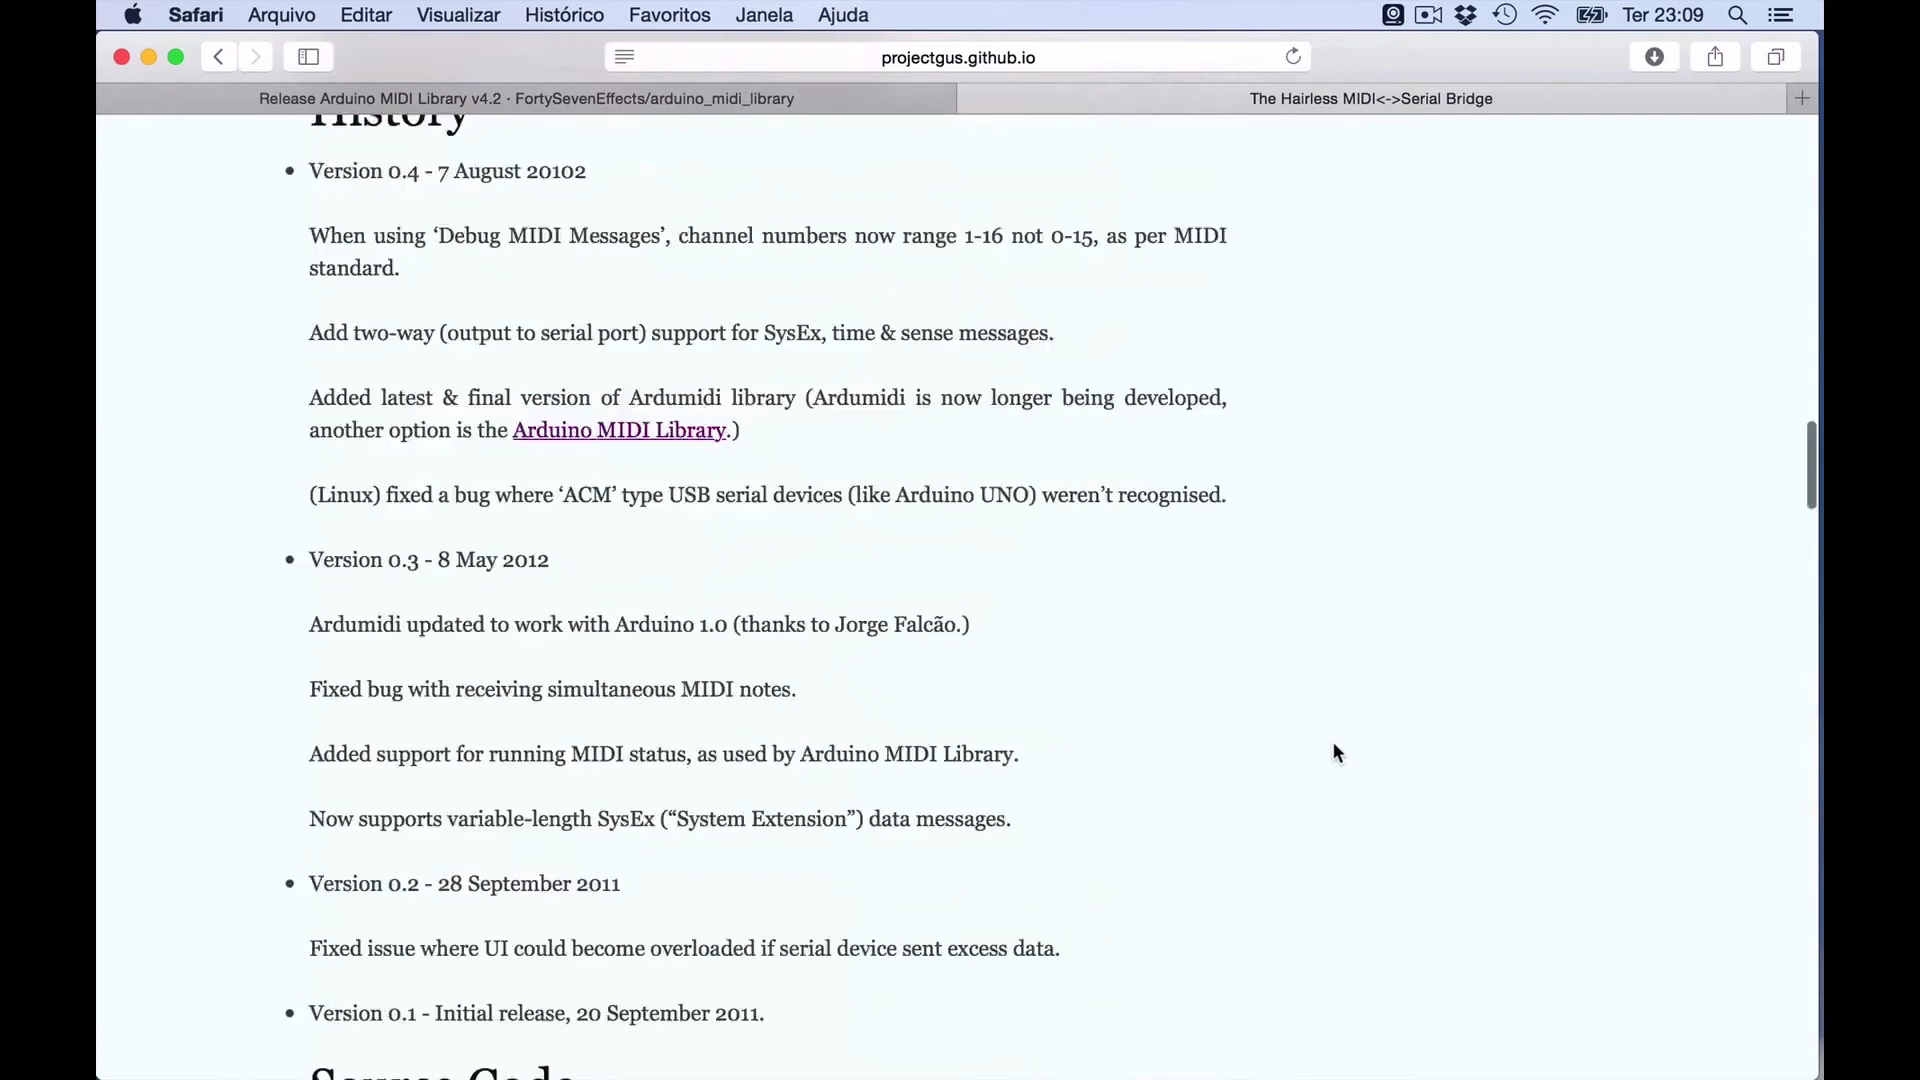 Safari Arquivo Editar Visualizar Histórico Favoritos Janela Ajuda Ter 23:09
projectgus.github.io
Release Arduino MIDI Library v4.2 · FortySevenEffects/arduino_midi_library
The Hairless MIDI<->Serial Bridge
History
• Version 0.4 - 7 August 20102
When using ‘Debug MIDI Messages’, channel numbers now range 1-16 not 0-15, as per MIDI
standard.
Add two-way (output to serial port) support for SysEx, time & sense messages.
Added latest & final version of Ardumidi library (Ardumidi is now longer being developed,
another option is the Arduino MIDI Library.)
(Linux) fixed a bug where ‘ACM’ type USB serial devices (like Arduino UNO) weren’t recognised.
• Version 0.3 - 8 May 2012
Ardumidi updated to work with Arduino 1.0 (thanks to Jorge Falcão.)
Fixed bug with receiving simultaneous MIDI notes.
Added support for running MIDI status, as used by Arduino MIDI Library.
Now supports variable-length SysEx (“System Extension”) data messages.
• Version 0.2 - 28 September 2011
Fixed issue where UI could become overloaded if serial device sent excess data.
• Version 0.1 - Initial release, 20 September 2011.
Source Code